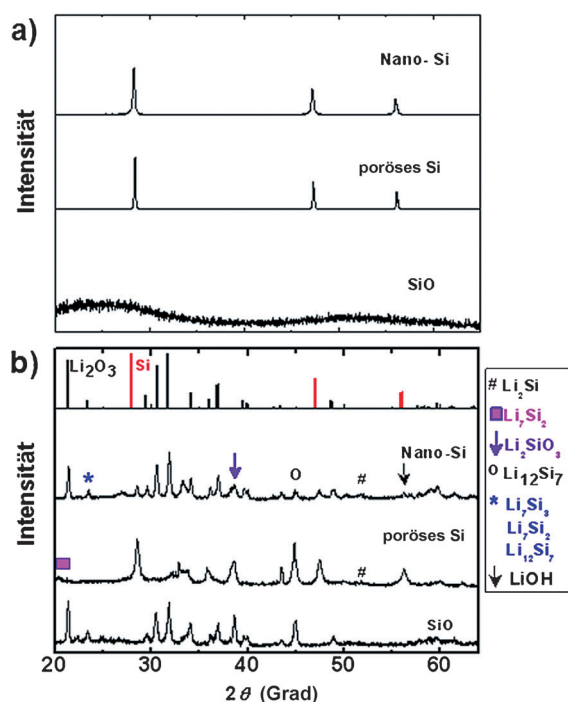 a)
Intensität
Nano- Si
poröses Si
SiO
b)
Intensität
Li₂O₃
Si
Nano-Si
*
o
#
poröses Si
#
SiO
20 30 40 50 60
2θ (Grad)
# Li₂Si
Li₇Si₂
Li₂SiO₃
o Li₁₂Si₇
* Li₇Si₃
Li₇Si₂
Li₁₂Si₇
LiOH